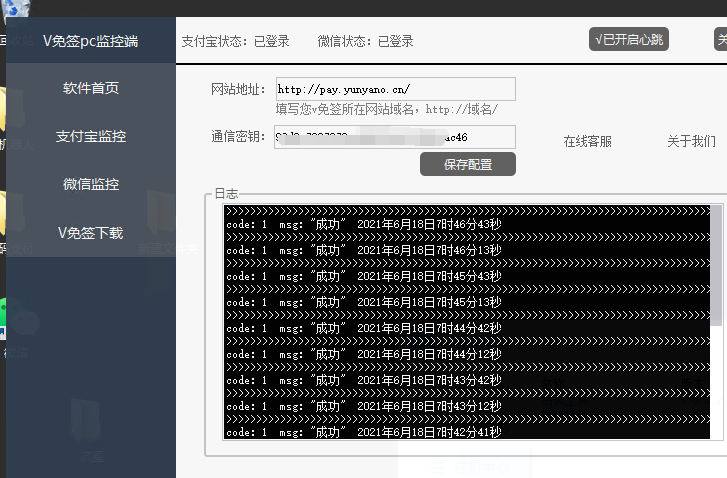 V免签pc监控端
支付宝状态：已登录 微信状态：已登录 √已开启心跳 关
软件首页
支付宝监控
微信监控
V免签下载
网站地址： http://pay.yunyano.cn/
填写您v免签所在网站域名，http://域名/
通信密钥： ac46
保存配置
在线客服 关于我们
日志
code：1 msg："成功" 2021年6月18日7时46分43秒
code：1 msg："成功" 2021年6月18日7时46分13秒
code：1 msg："成功" 2021年6月18日7时45分43秒
code：1 msg："成功" 2021年6月18日7时45分13秒
code：1 msg："成功" 2021年6月18日7时44分42秒
code：1 msg："成功" 2021年6月18日7时44分12秒
code：1 msg："成功" 2021年6月18日7时43分42秒
code：1 msg："成功" 2021年6月18日7时43分12秒
code：1 msg："成功" 2021年6月18日7时42分41秒